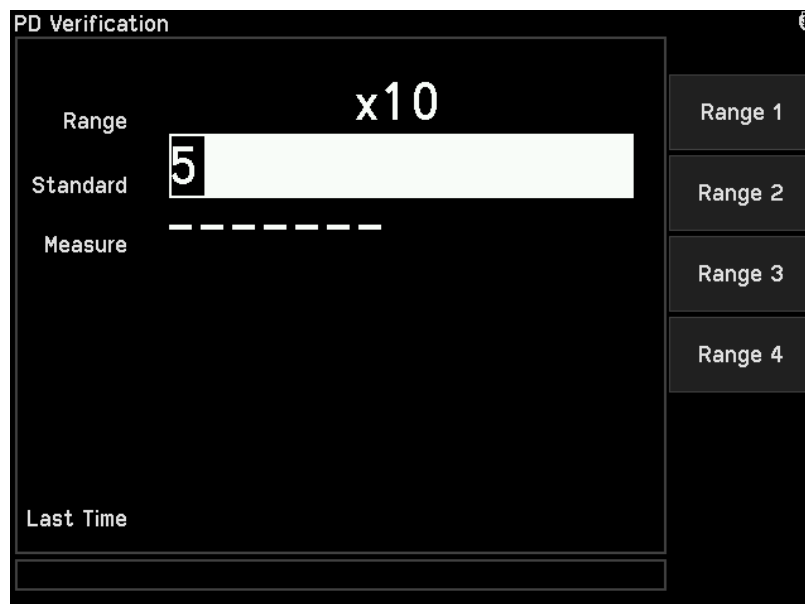 PD Verification
Range x10
Standard 5
Measure -------
Last Time
Range 1
Range 2
Range 3
Range 4